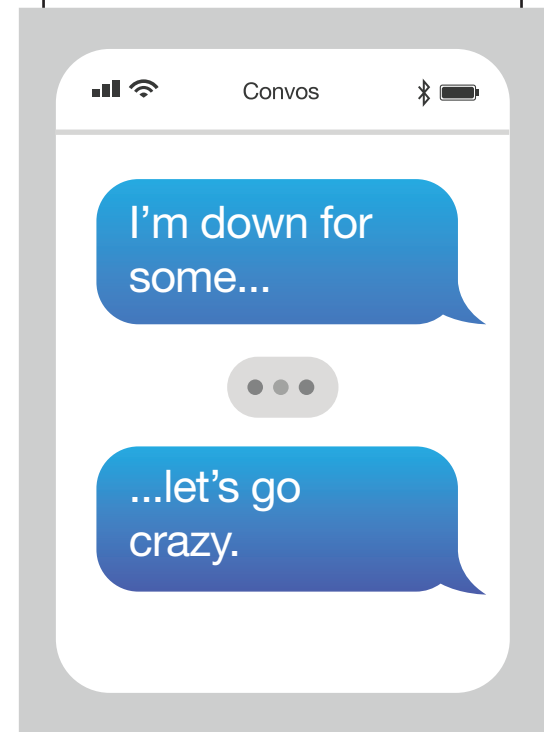 Convos
I’m down for
some...
...let’s go
crazy.